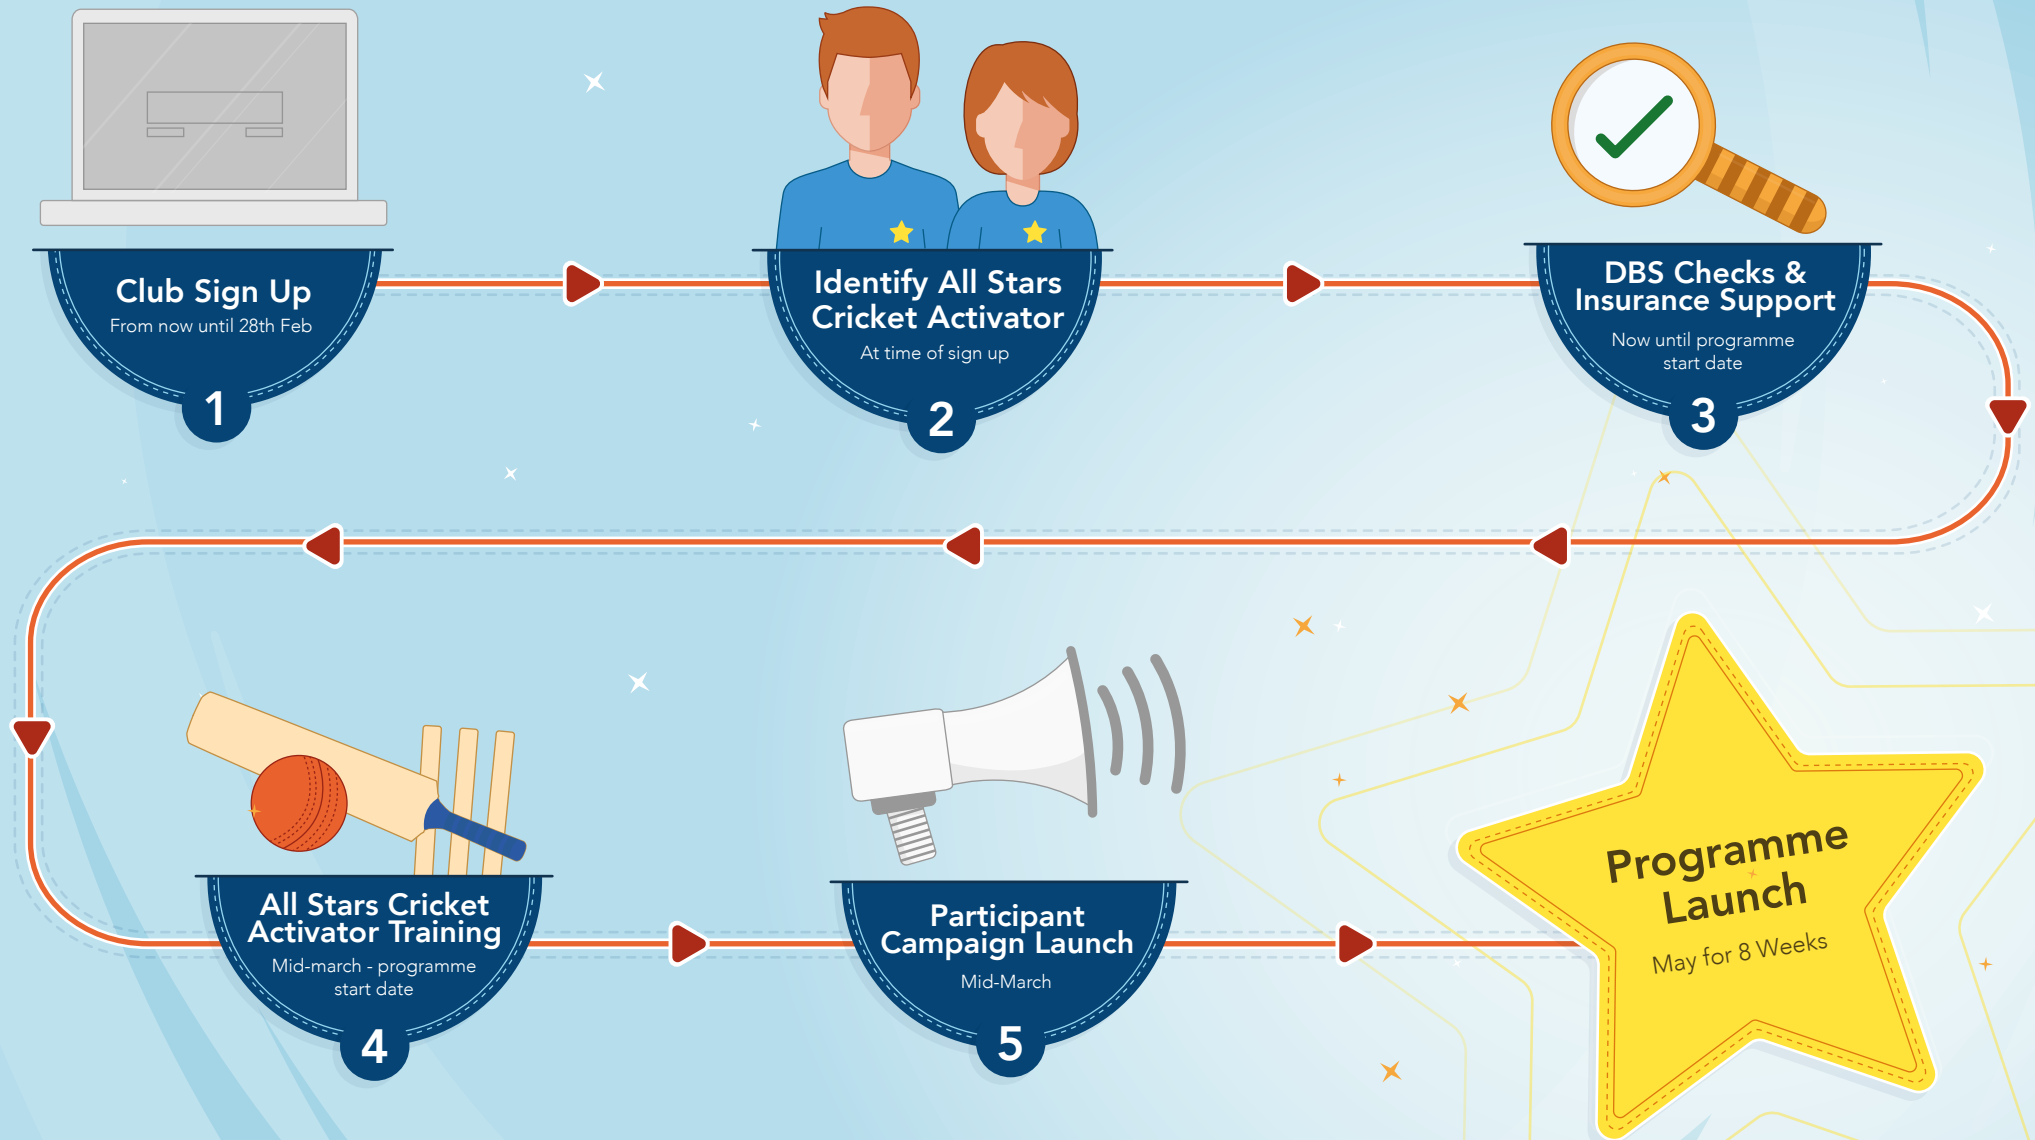 Club Sign Up
From now until 28th Feb
1
Identify All Stars
Cricket Activator
At time of sign up
2
DBS Checks &
Insurance Support
Now until programme
start date
3
All Stars Cricket
Activator Training
Mid-march - programme
start date
4
Participant
Campaign Launch
Mid-March
5
Programme
Launch
May for 8 Weeks